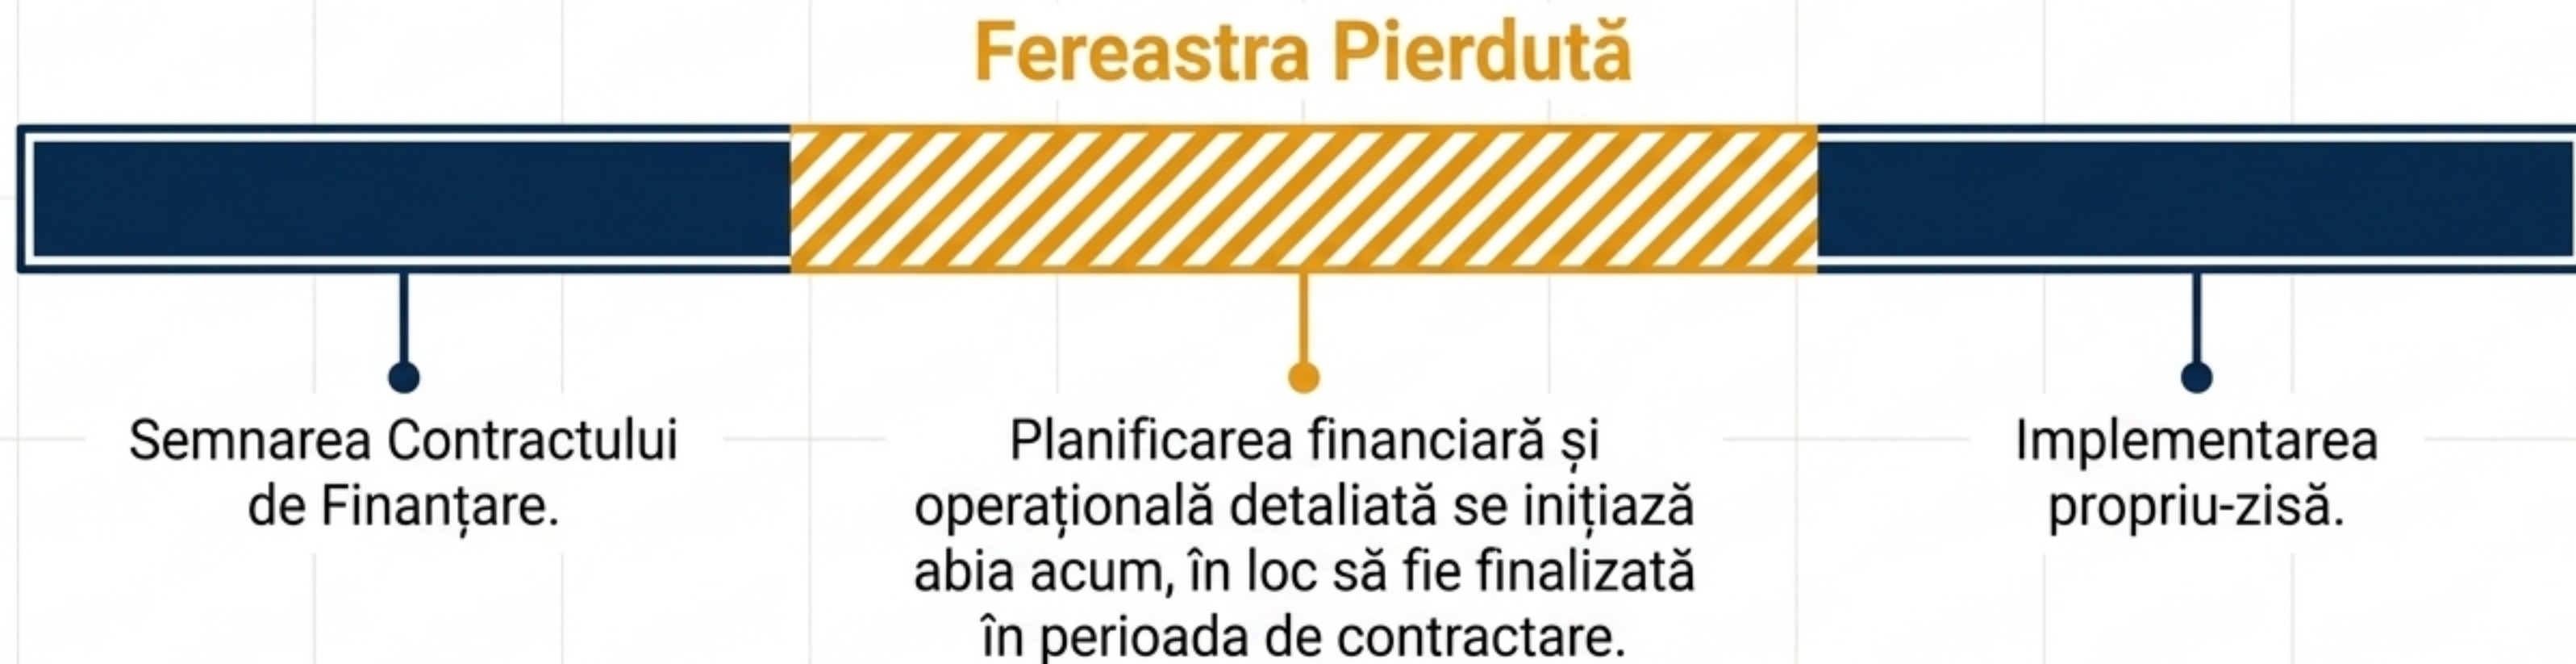 Fereastra Pierdută
Semnarea Contractului
de Finanțare.
Planificarea financiară și
operațională detaliată se inițiază
abia acum, în loc să fie finalizată
în perioada de contractare.
Implementarea
propriu-zisă.